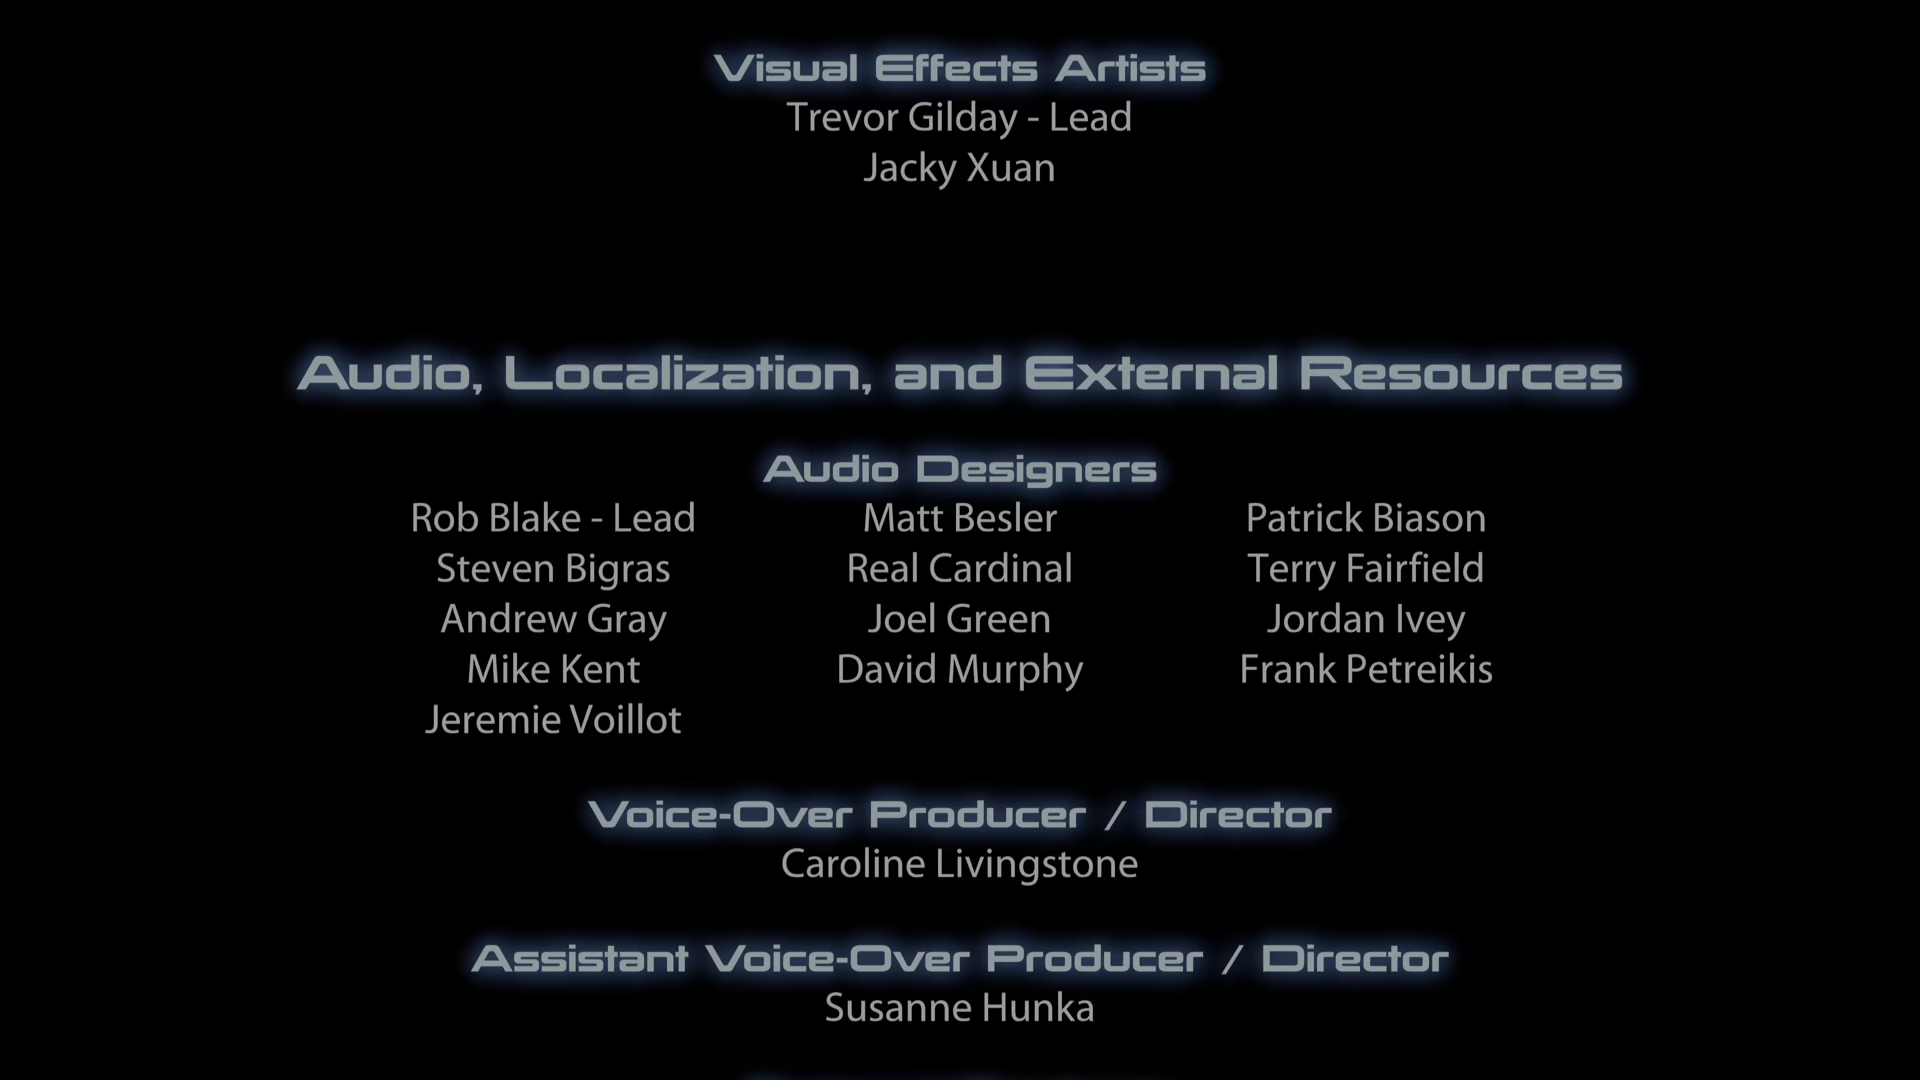 Visual Effects Artists
Trevor Gilday - Lead
Jacky Xuan
Audio, Localization, and External Resources
Audio Designers
Rob Blake - Lead Matt Besler Patrick Biason
Steven Bigras Real Cardinal Terry Fairfield
Andrew Gray Joel Green Jordan Ivey
Mike Kent David Murphy Frank Petreikis
Jeremie Voillot
Voice-Over Producer / Director
Caroline Livingstone
Assistant Voice-Over Producer / Director
Susanne Hunka